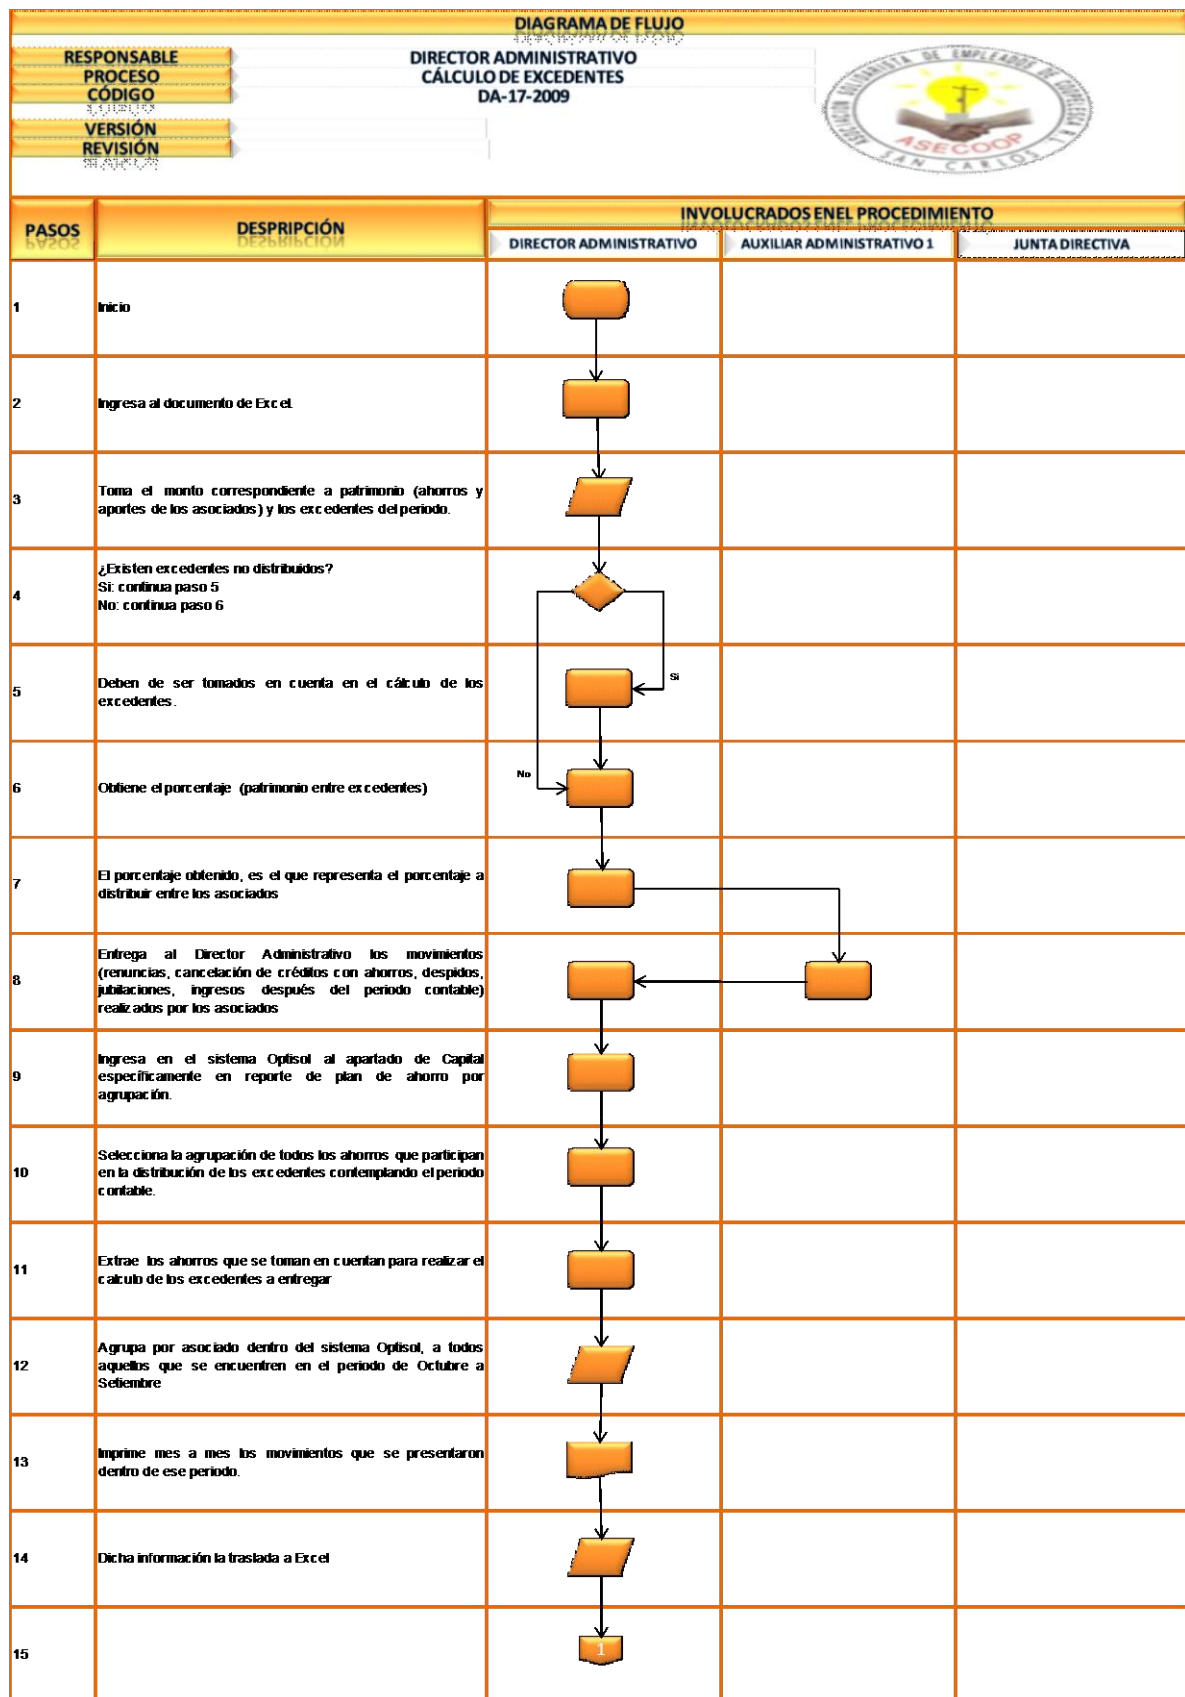 DIAGRAMA DE FLUJO
RESPONSABLE
DIRECTOR ADMINISTRATIVO
PROCESO
CÁLCULO DE EXCEDENTES
CÓDIGO
DA-17-2009
VERSIÓN
REVISIÓN
ASOCIACIÓN SOLIDARISTA DE EMPLEADOS DE COOPELESCA R.L.
ASECOOP
SAN CARLOS
PASOS
DESPRIPCIÓN
INVOLUCRADOS ENEL PROCEDIMIENTO
DIRECTOR ADMINISTRATIVO
AUXILIAR ADMINISTRATIVO 1
JUNTA DIRECTIVA
1
Inicio
2
Ingresa al documento de Excel.
3
Toma el monto correspondiente a patrimonio (ahorros y
aportes de los asociados) y los excedentes del periodo.
4
¿Existen excedentes no distribuidos?
Si: continua paso 5
No: continua paso 6
5
Deben de ser tomados en cuenta en el cálculo de los
excedentes.
Si
6
Obtiene el porcentaje (patrimonio entre excedentes)
No
7
El porcentaje obtenido, es el que representa el porcentaje a
distribuir entre los asociados
8
Entrega al Director Administrativo los movimientos
(renuncias, cancelación de créditos con ahorros, despidos,
jubilaciones, ingresos después del periodo contable)
realizados por los asociados
9
Ingresa en el sistema Optisol al apartado de Capital
específicamente en reporte de plan de ahorro por
agrupación.
10
Selecciona la agrupación de todos los ahorros que participan
en la distribución de los excedentes contemplando el periodo
contable.
11
Extrae los ahorros que se toman en cuentan para realizar el
calculo de los excedentes a entregar
12
Agrupa por asociado dentro del sistema Optisol, a todos
aquellos que se encuentren en el periodo de Octubre a
Setiembre
13
Imprime mes a mes los movimientos que se presentaron
dentro de ese periodo.
14
Dicha información la traslada a Excel
15
1